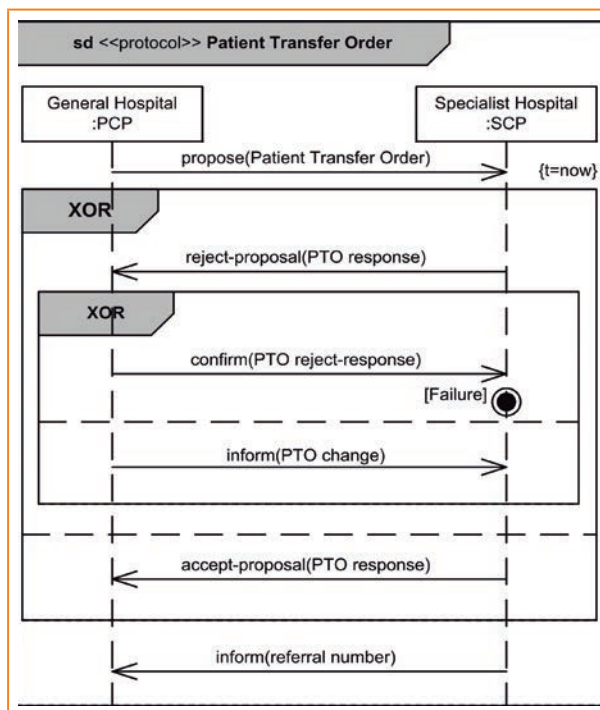 sd <<protocol>> Patient Transfer Order
General Hospital
:PCP
Specialist Hospital
:SCP
propose(Patient Transfer Order)
{t=now}
XOR
reject-proposal(PTO response)
XOR
confirm(PTO reject-response)
[Failure]
inform(PTO change)
accept-proposal(PTO response)
inform(referral number)